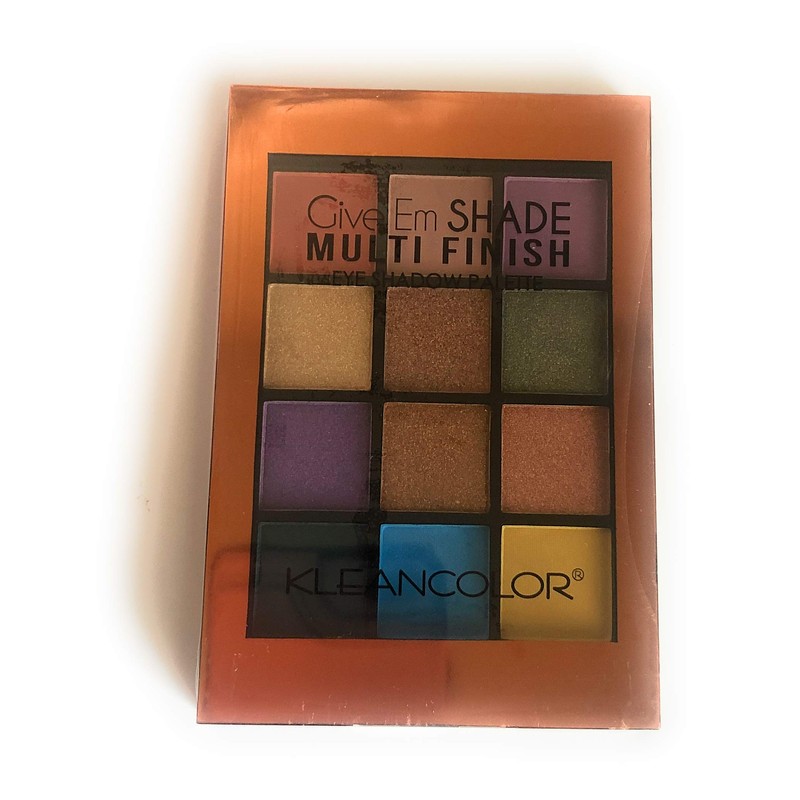 Give Em SHADE
MULTI FINISH
EYE SHADOW PALETTE
KLEANCOLOR®